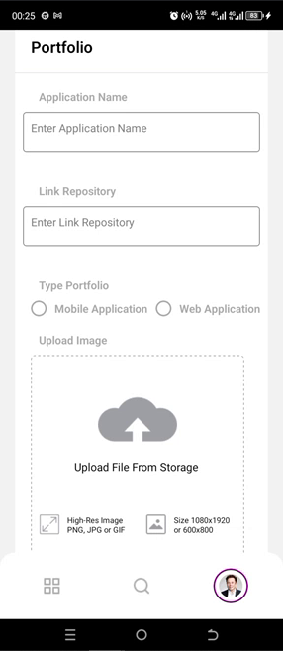 00:25
5.05
K/s
4G
4G
83
Portfolio
Application Name
Enter Application Name
Link Repository
Enter Link Repository
Type Portfolio
Mobile Application
Web Application
Upload Image
Upload File From Storage
High-Res Image
PNG, JPG or GIF
Size 1080x1920
or 600x800